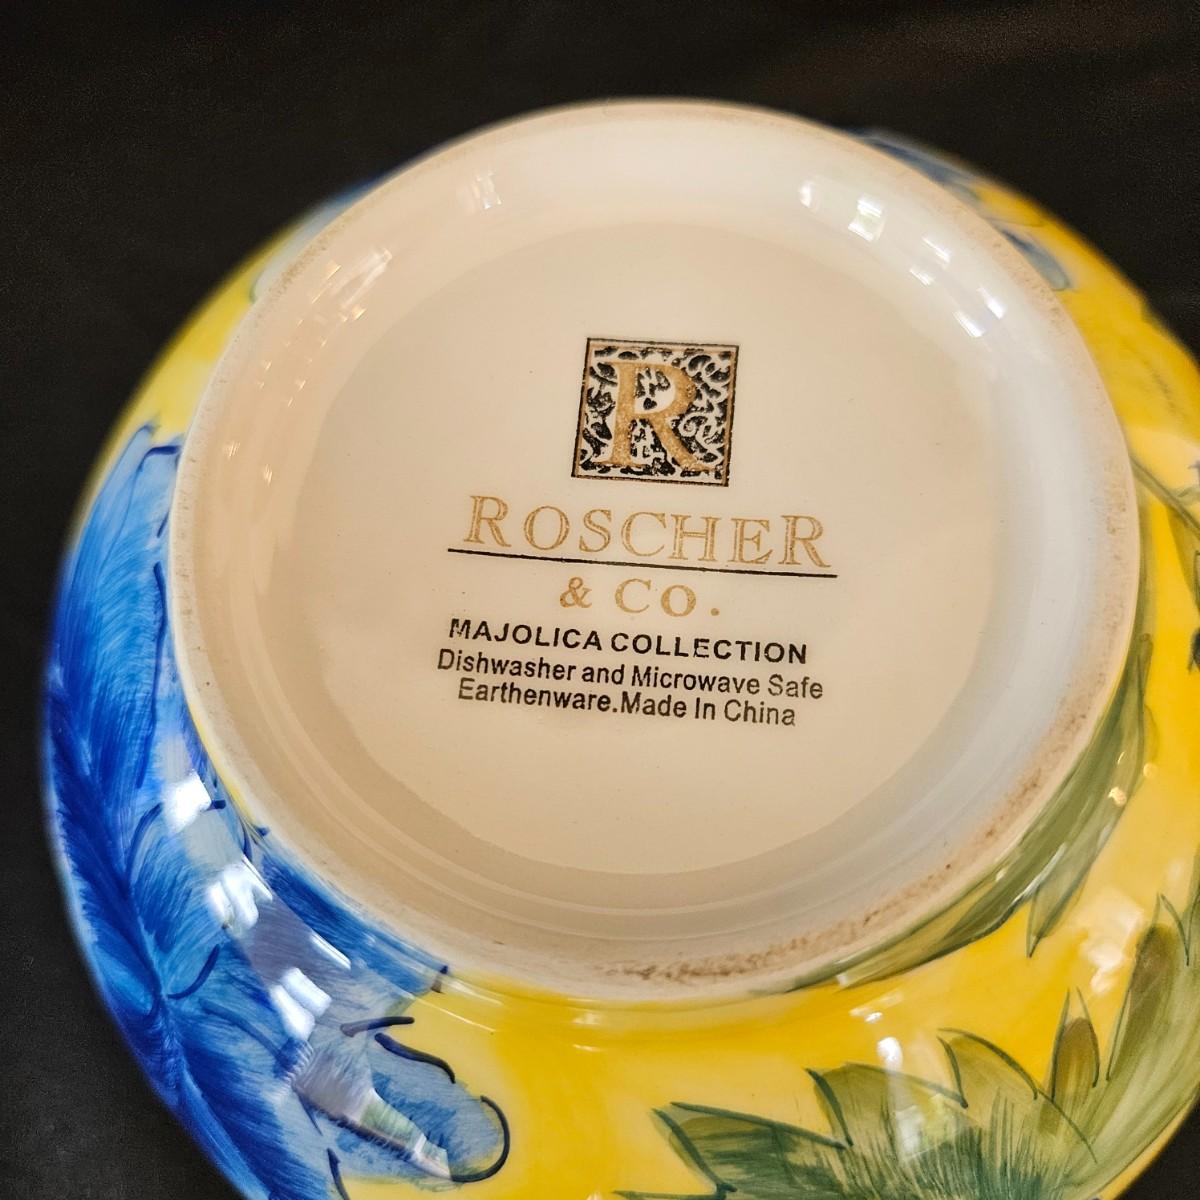 R
ROSCHER
& CO.
MAJOLICA COLLECTION
Dishwasher and Microwave Safe
Earthenware.Made In China